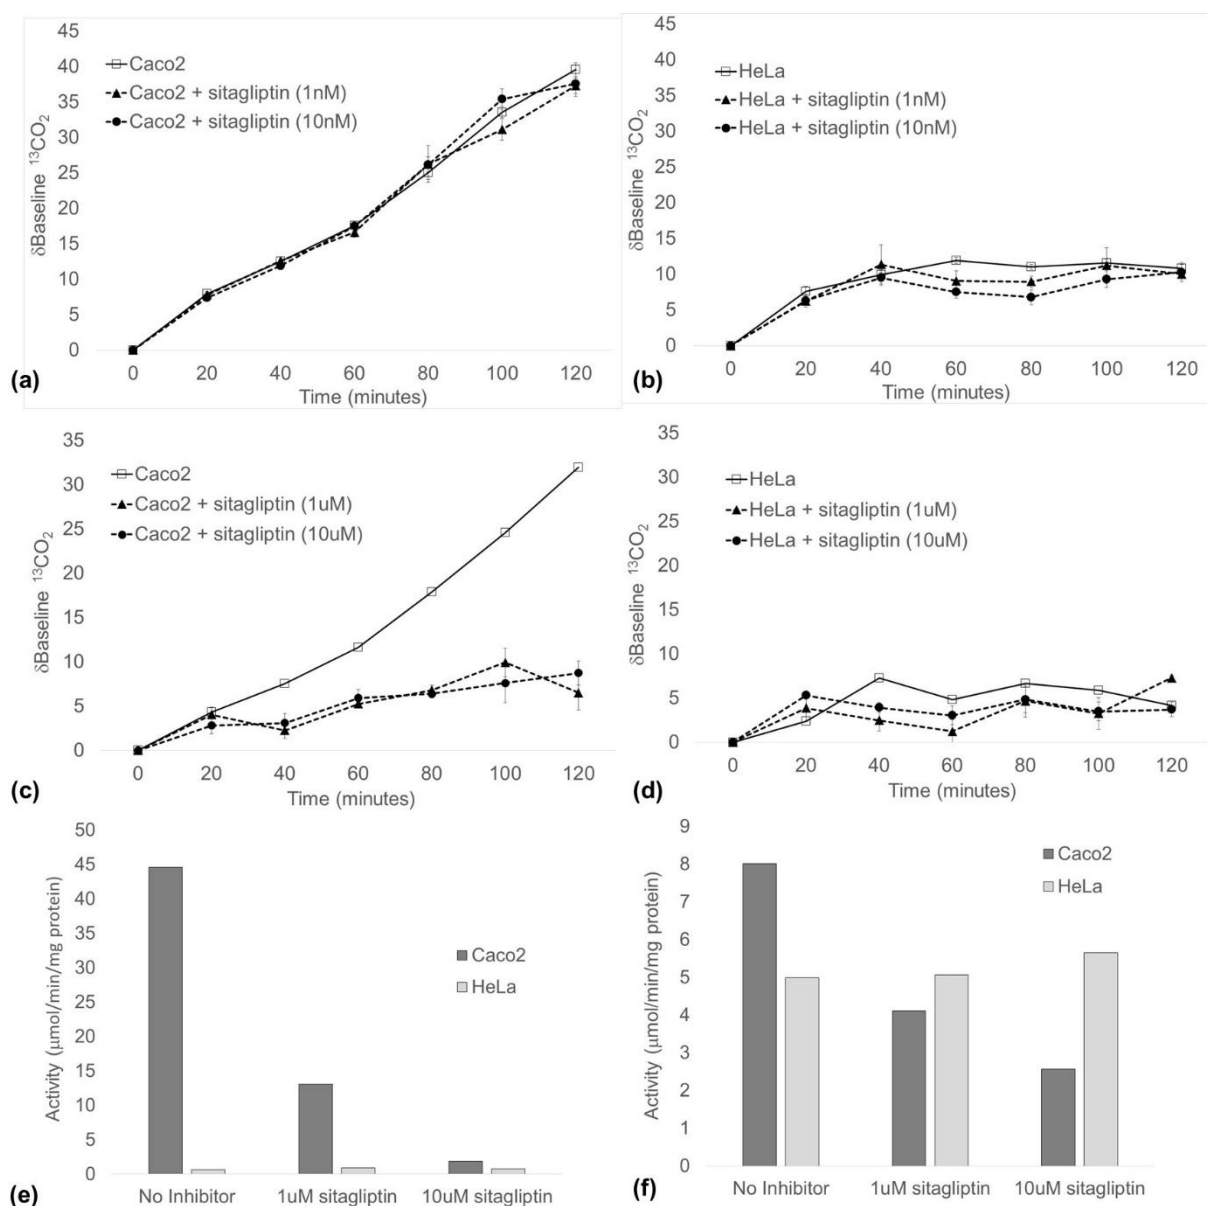 45
40
35
30
25
20
15
10
5
0
δBaseline ¹³CO₂
Caco2
Caco2 + sitagliptin (1nM)
Caco2 + sitagliptin (10nM)
0 20 40 60 80 100 120
Time (minutes)
(a)
45
40
35
30
25
20
15
10
5
0
δBaseline ¹³CO₂
HeLa
HeLa + sitagliptin (1nM)
HeLa + sitagliptin (10nM)
0 20 40 60 80 100 120
Time (minutes)
(b)
35
30
25
20
15
10
5
0
δBaseline ¹³CO₂
Caco2
Caco2 + sitagliptin (1uM)
Caco2 + sitagliptin (10uM)
0 20 40 60 80 100 120
Time (minutes)
(c)
35
30
25
20
15
10
5
0
δBaseline ¹³CO₂
HeLa
HeLa + sitagliptin (1uM)
HeLa + sitagliptin (10uM)
0 20 40 60 80 100 120
Time (minutes)
(d)
50
45
40
35
30
25
20
15
10
5
0
Activity (μmol/min/mg protein)
Caco2
HeLa
No Inhibitor 1uM sitagliptin 10uM sitagliptin
(e)
9
8
7
6
5
4
3
2
1
0
Activity (μmol/min/mg protein)
Caco2
HeLa
No Inhibitor 1uM sitagliptin 10uM sitagliptin
(f)